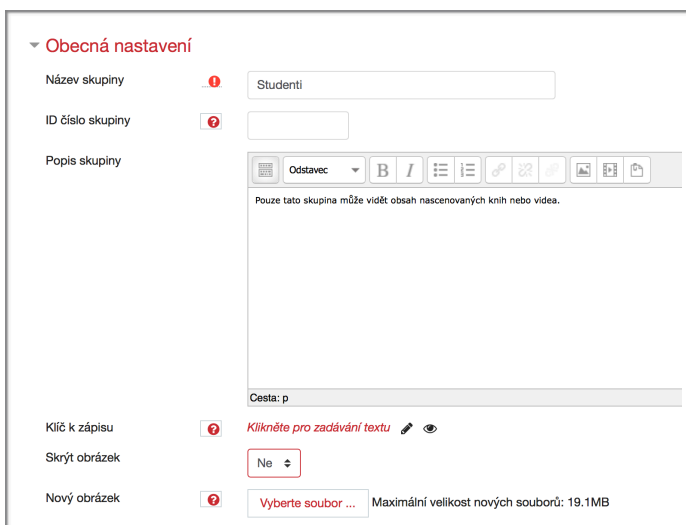 Obecná nastavení
Název skupiny
Studenti
ID číslo skupiny
Popis skupiny
Odstavec B I
Pouze tato skupina může vidět obsah nascenovaných knih nebo videa.
Cesta: p
Klíč k zápisu Klikněte pro zadávání textu
Skrýt obrázek Ne
Nový obrázek Vyberte soubor ... Maximální velikost nových souborů: 19.1MB